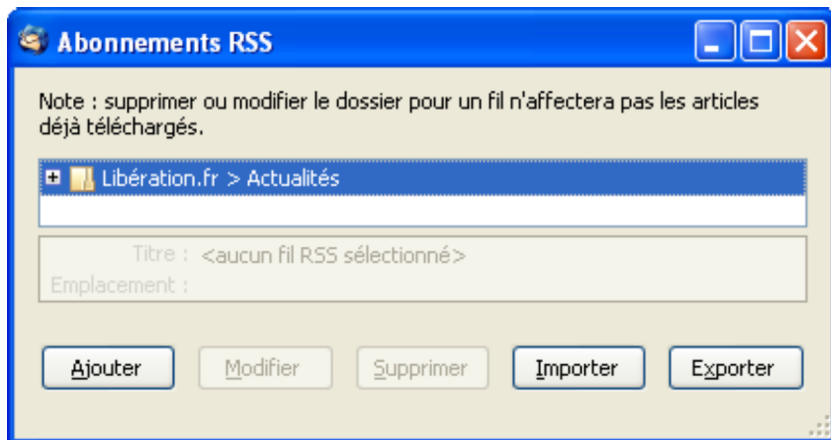 Abonnements RSS
Note : supprimer ou modifier le dossier pour un fil n'affectera pas les articles
déjà téléchargés.
Libération.fr > Actualités
Titre : <aucun fil RSS sélectionné>
Emplacement :
Ajouter Modifier Supprimer Importer Exporter